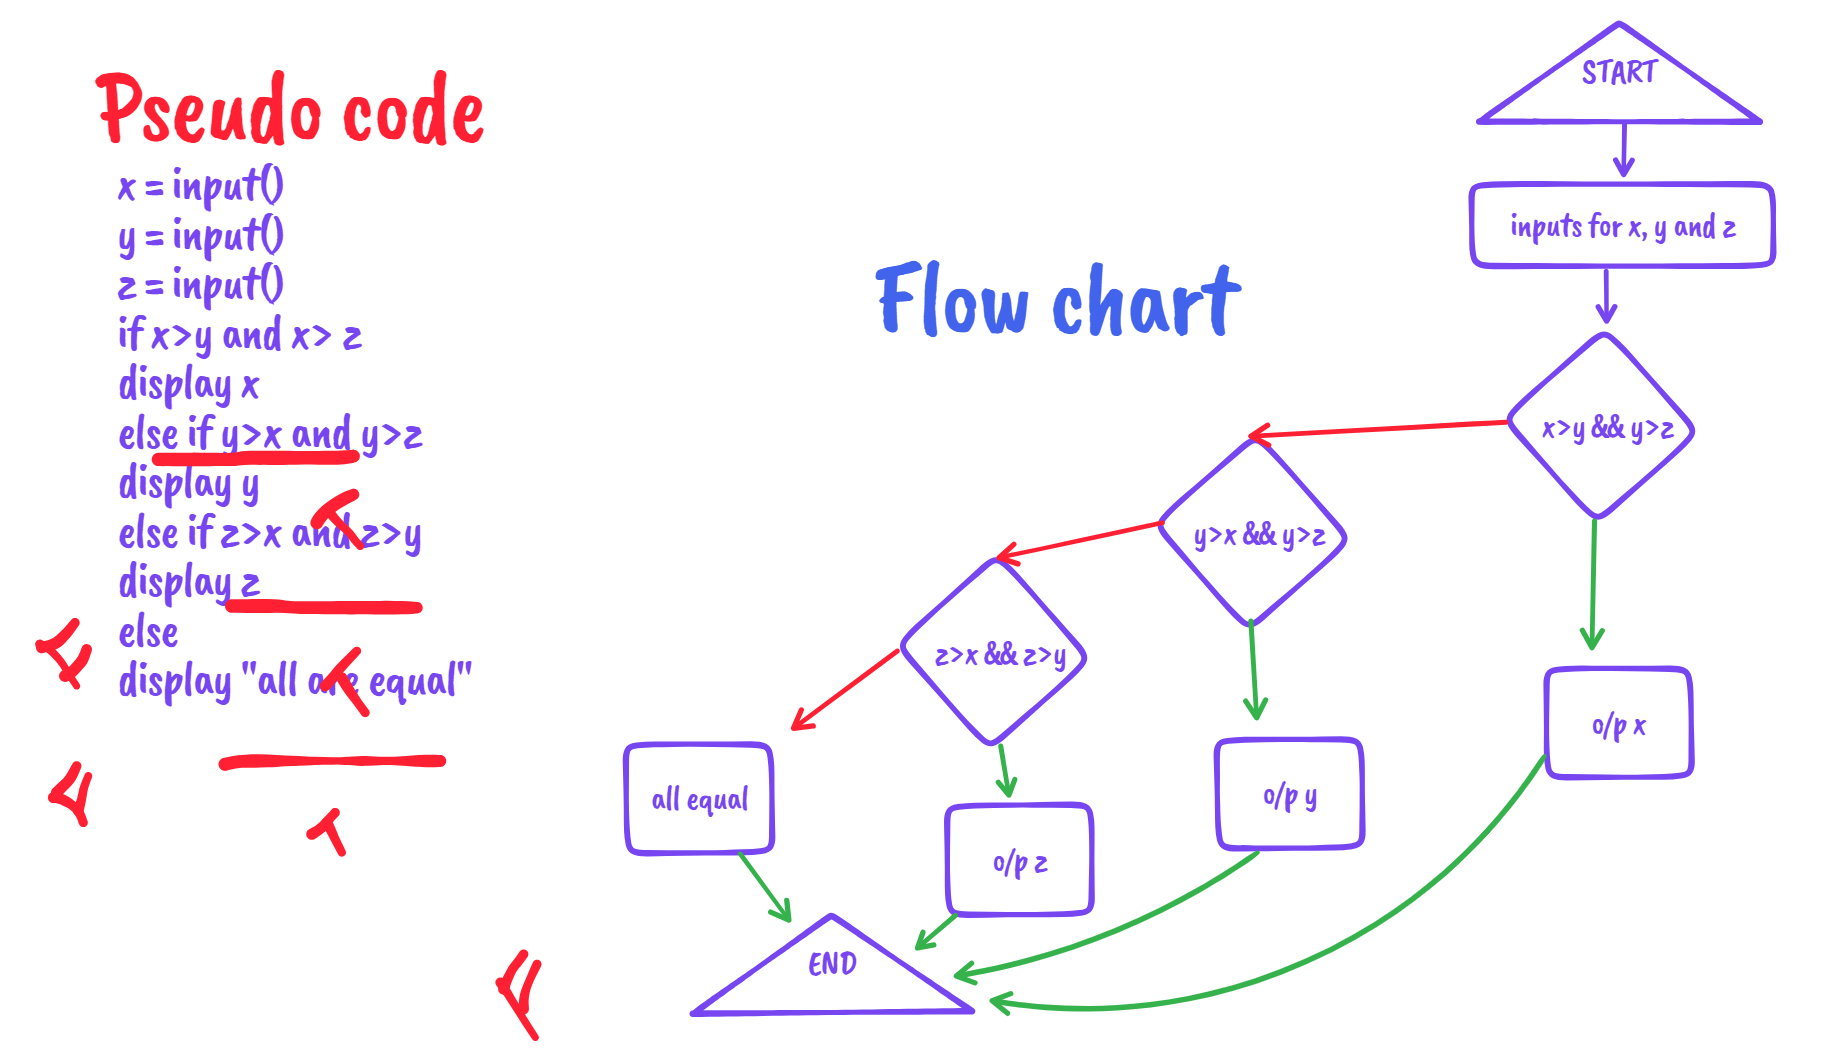 Pseudo code
x = input()
y = input()
z = input()
if x>y and x> z
display x
else if y>x and y>z
display y
else if z>x and z>y
display z
else
display "all are equal"
Flow chart
START
inputs for x, y and z
x>y && y>z
y>x && y>z
z>x && z>y
all equal
o/p z
o/p y
o/p x
END
T
T
T
F
F
F